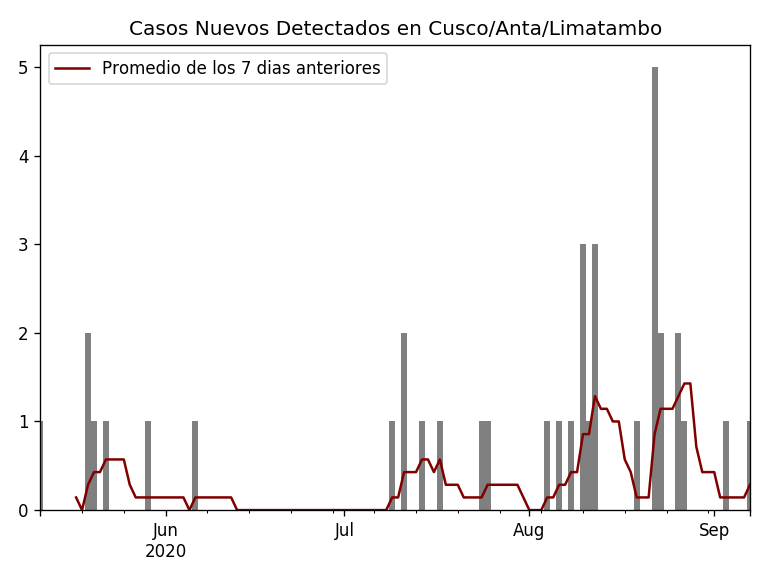 Casos Nuevos Detectados en Cusco/Anta/Limatambo
Promedio de los 7 dias anteriores
5
4
3
2
1
0
Jun Jul Aug Sep
2020